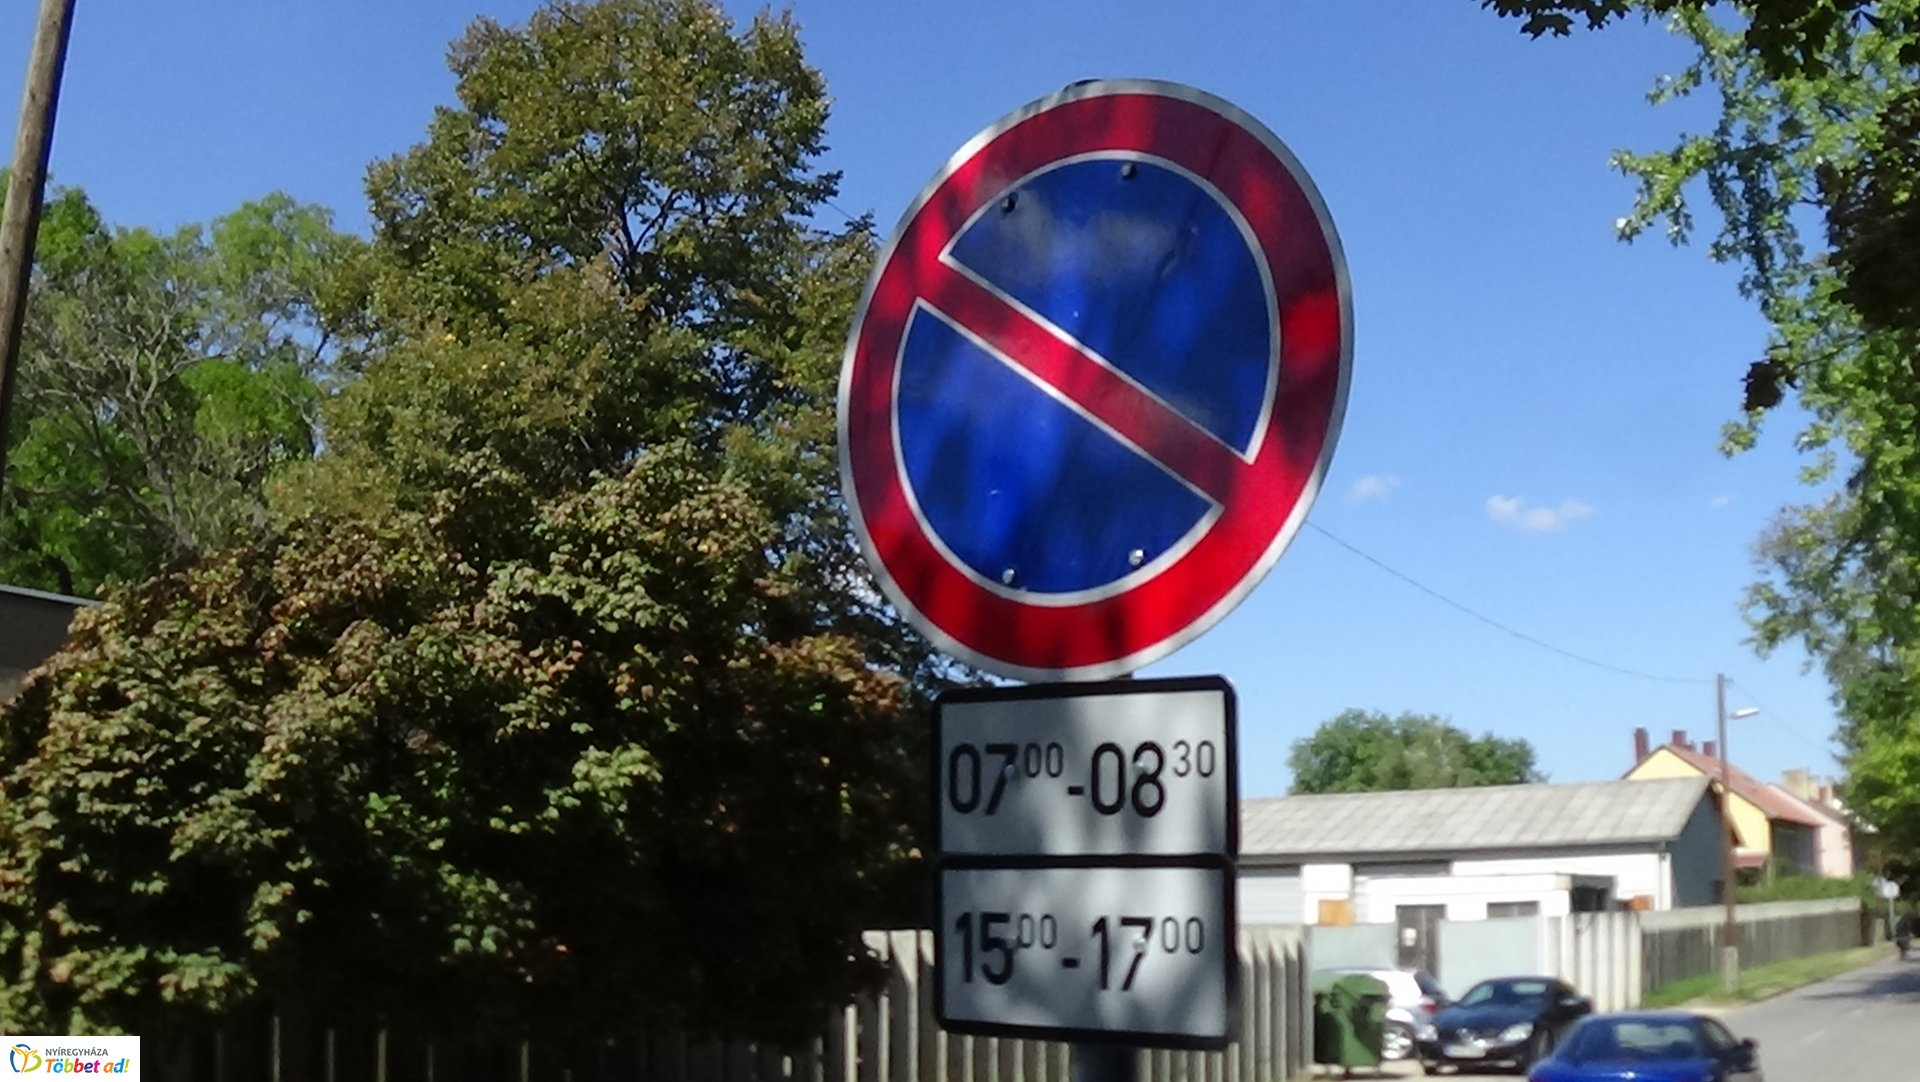 07⁰⁰-08³⁰
15⁰⁰-17⁰⁰
NYÍREGYHÁZA
Többet ad!